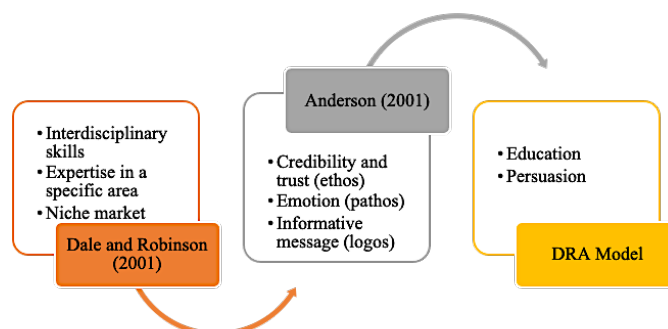 • Interdisciplinary
skills
• Expertise in a
specific area
• Niche market
Dale and Robinson
(2001)
Anderson (2001)
• Credibility and
trust (ethos)
• Emotion (pathos)
• Informative
message (logos)
• Education
• Persuasion
DRA Model